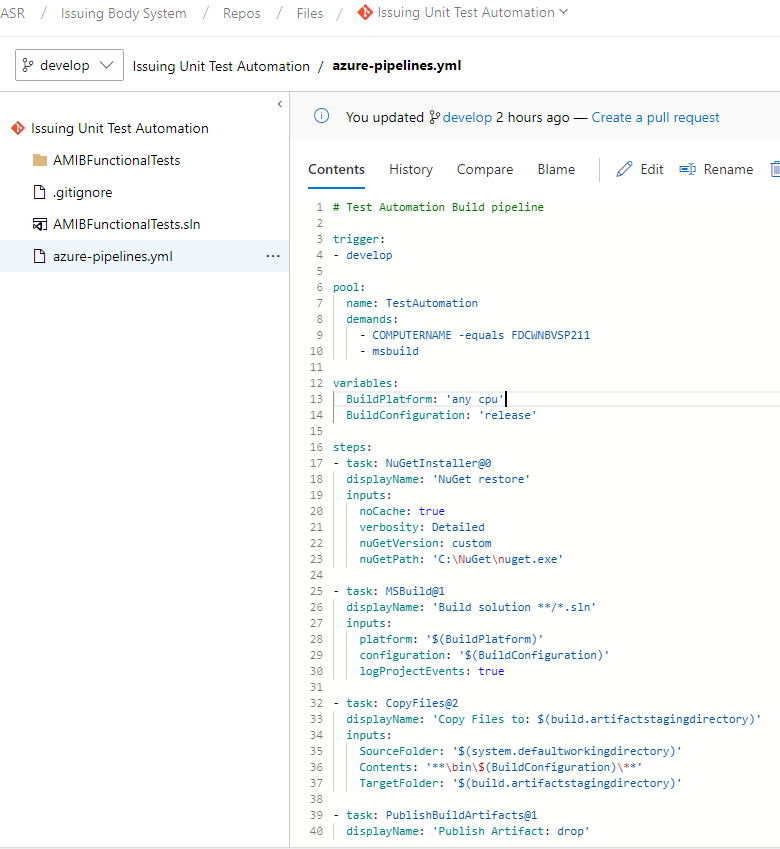 ASR / Issuing Body System / Repos / Files / Issuing Unit Test Automation
develop Issuing Unit Test Automation / azure-pipelines.yml
Issuing Unit Test Automation
AMIBFunctionalTests
.gitignore
AMIBFunctionalTests.sln
azure-pipelines.yml ...
You updated develop 2 hours ago — Create a pull request
Contents History Compare Blame Edit Rename
1 # Test Automation Build pipeline
2
3 trigger:
4 - develop
5
6 pool:
7   name: TestAutomation
8   demands:
9     - COMPUTERNAME -equals FDCWNBVSP211
10     - msbuild
11
12 variables:
13   BuildPlatform: 'any cpu'
14   BuildConfiguration: 'release'
15
16 steps:
17 - task: NuGetInstaller@0
18   displayName: 'NuGet restore'
19   inputs:
20     noCache: true
21     verbosity: Detailed
22     nuGetVersion: custom
23     nuGetPath: 'C:\NuGet\nuget.exe'
24
25 - task: MSBuild@1
26   displayName: 'Build solution **/*.sln'
27   inputs:
28     platform: '$(BuildPlatform)'
29     configuration: '$(BuildConfiguration)'
30     logProjectEvents: true
31
32 - task: CopyFiles@2
33   displayName: 'Copy Files to: $(build.artifactstagingdirectory)'
34   inputs:
35     SourceFolder: '$(system.defaultworkingdirectory)'
36     Contents: '**\bin\$(BuildConfiguration)\**'
37     TargetFolder: '$(build.artifactstagingdirectory)'
38
39 - task: PublishBuildArtifacts@1
40   displayName: 'Publish Artifact: drop'